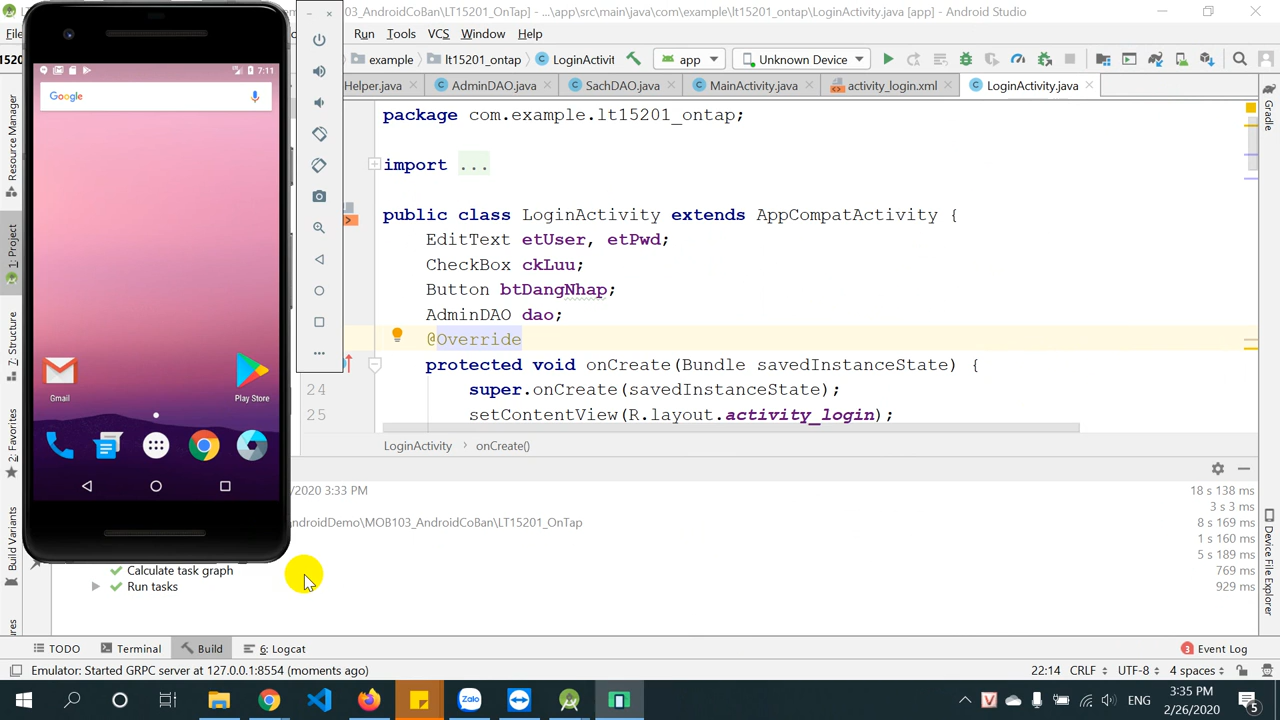 103_AndroidCoBan\LT15201_OnTap] - ...\app\src\main\java\com\example\lt15201_ontap\LoginActivity.java [app] - Android Studio
Run Tools VCS Window Help
example lt15201_ontap LoginActivit app Unknown Device
Helper.java AdminDAO.java SachDAO.java MainActivity.java activity_login.xml LoginActivity.java
7:11
Google
Gmail
Play Store
Resource Manager
1: Project
7: Structure
2: Favorites
Build Variants
Gradle
Device File Explorer
package com.example.lt15201_ontap;
import ...
public class LoginActivity extends AppCompatActivity {
EditText etUser, etPwd;
CheckBox ckLuu;
Button btDangNhap;
AdminDAO dao;
@Override
protected void onCreate(Bundle savedInstanceState) {
24 super.onCreate(savedInstanceState);
25 setContentView(R.layout.activity_login);
LoginActivity > onCreate()
/2020 3:33 PM 18 s 138 ms
3 s 3 ms
ndroidDemo\MOB103_AndroidCoBan\LT15201_OnTap 8 s 169 ms
1 s 160 ms
5 s 189 ms
Calculate task graph 769 ms
Run tasks 929 ms
TODO Terminal Build 6: Logcat 3 Event Log
Emulator: Started GRPC server at 127.0.0.1:8554 (moments ago) 22:14 CRLF UTF-8 4 spaces
Zalo ENG 3:35 PM
2/26/2020 5